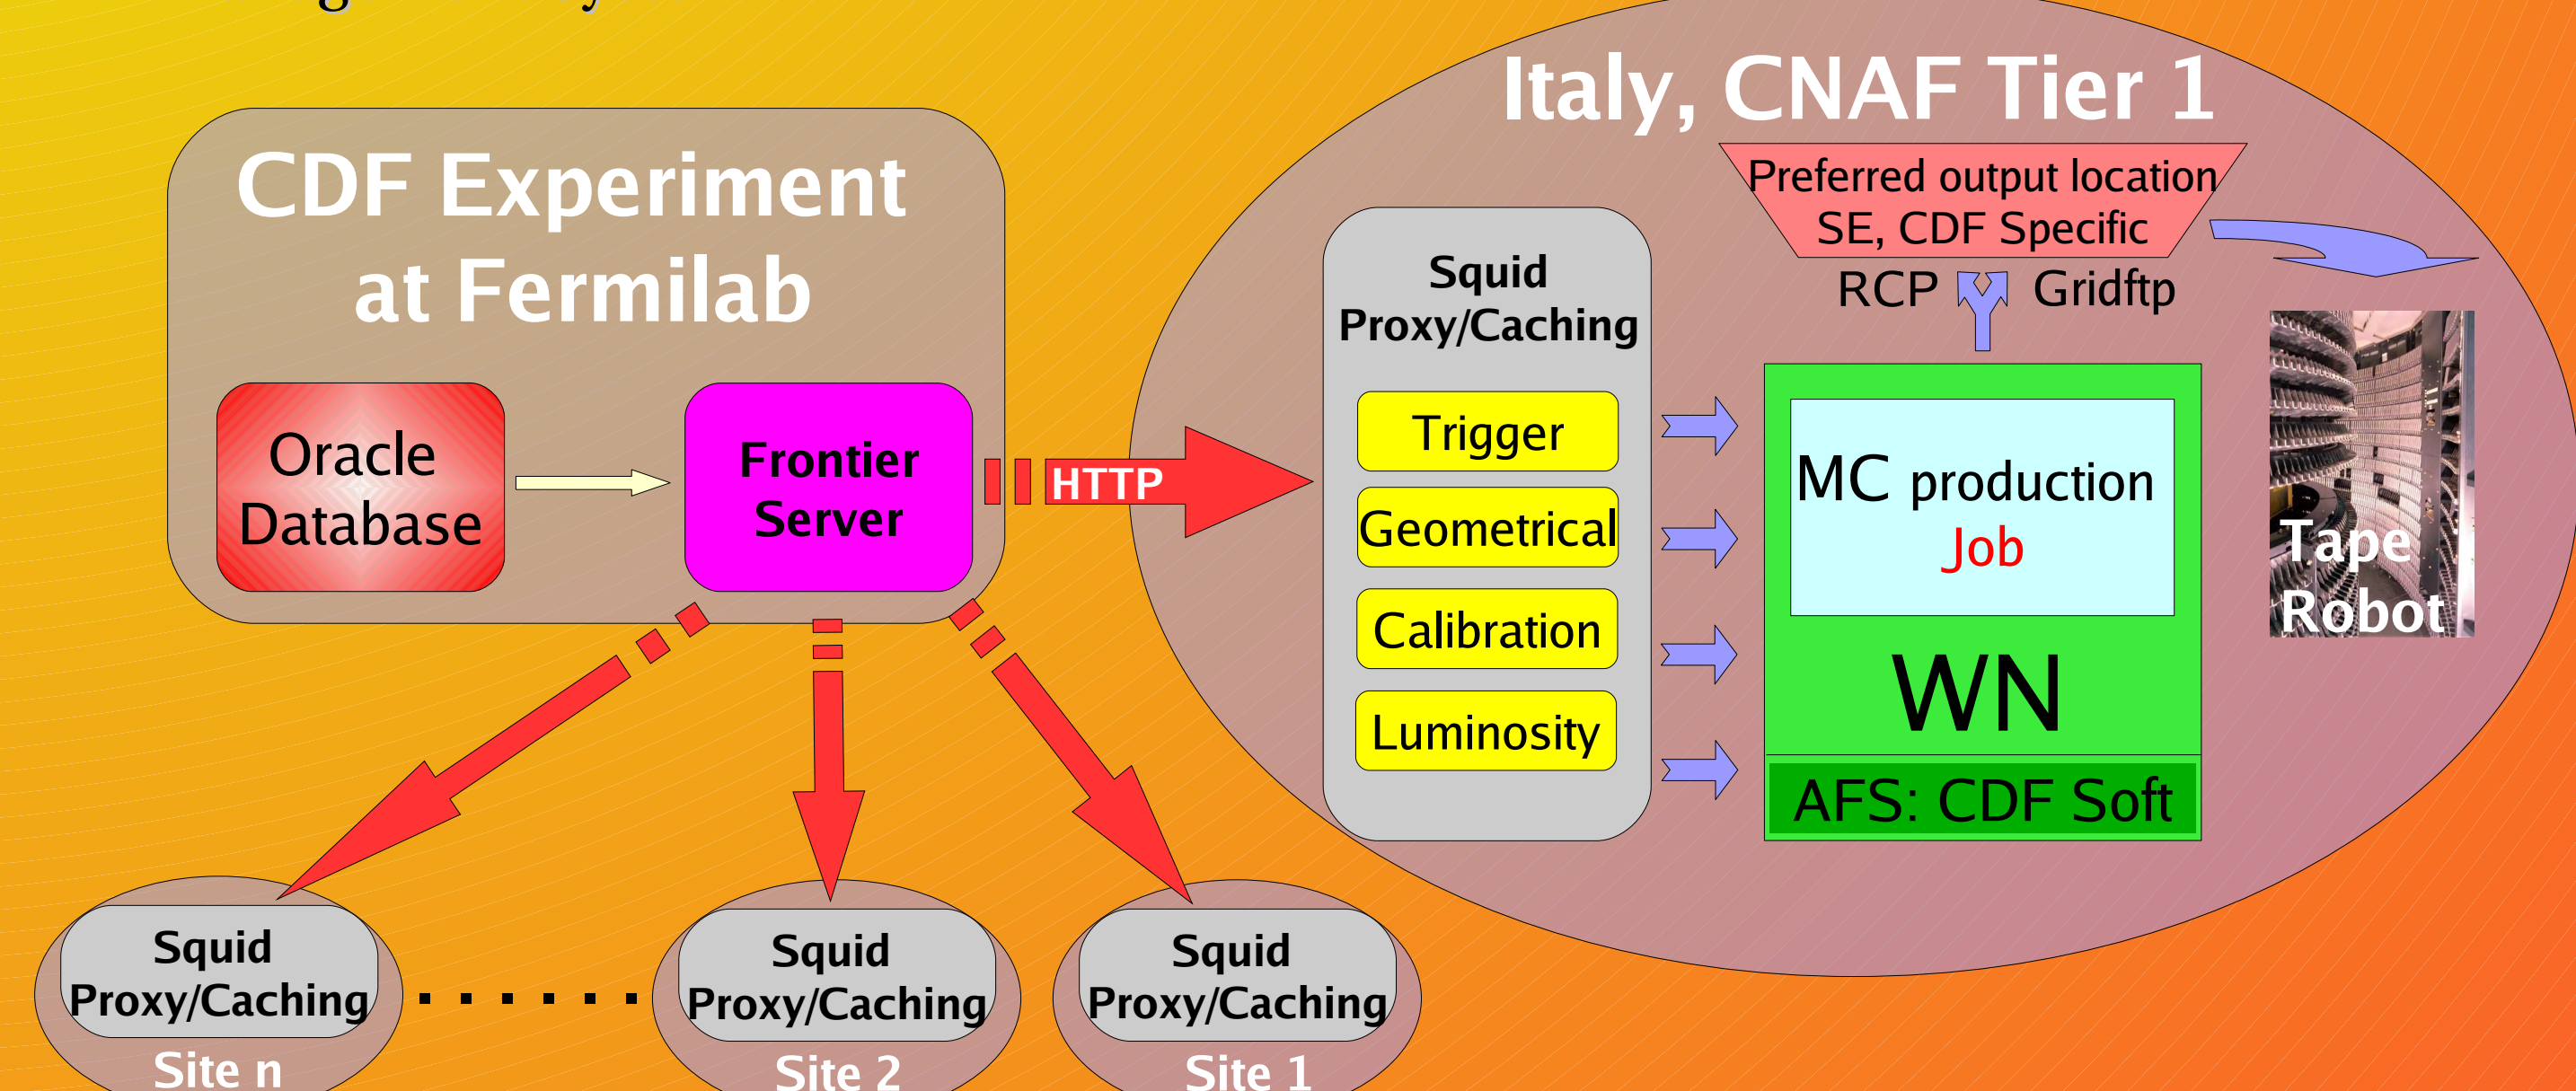 Italy, CNAF Tier 1
CDF Experiment
at Fermilab
Oracle
Database
Frontier
Server
HTTP
Squid
Proxy/Caching
Trigger
Geometrical
Calibration
Luminosity
Preferred output location
SE, CDF Specific
RCP Gridftp
MC production
Job
WN
AFS: CDF Soft
Tape
Robot
Squid
Proxy/Caching
Site n
Squid
Proxy/Caching
Site 2
Squid
Proxy/Caching
Site 1